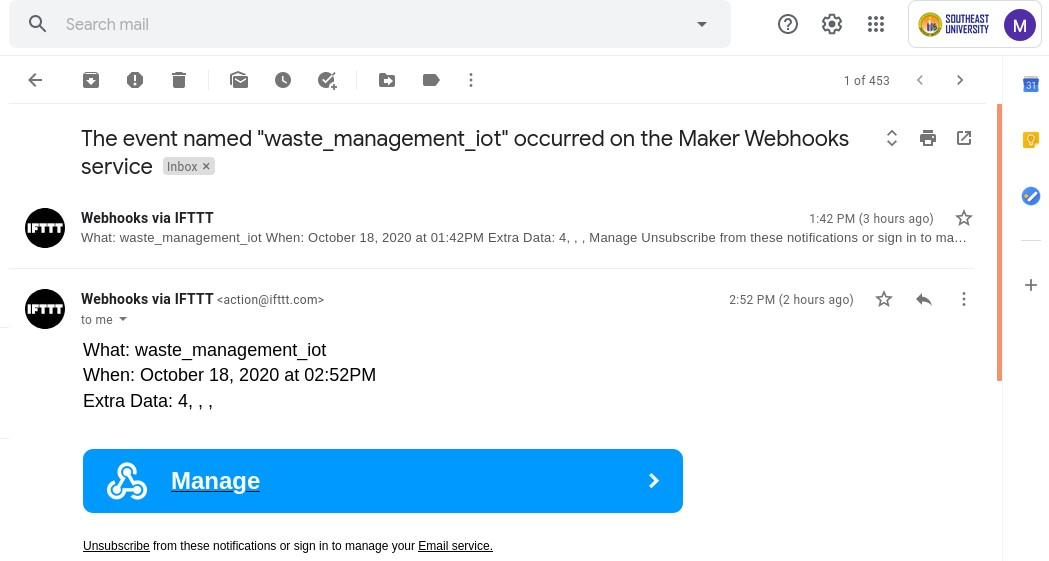 Search mail
SOUTHEAST
UNIVERSITY
M
1 of 453
31
The event named "waste_management_iot" occurred on the Maker Webhooks
service Inbox ×
IFTTT
Webhooks via IFTTT 1:42 PM (3 hours ago)
What: waste_management_iot When: October 18, 2020 at 01:42PM Extra Data: 4, , , Manage Unsubscribe from these notifications or sign in to ma…
IFTTT
Webhooks via IFTTT <action@ifttt.com> 2:52 PM (2 hours ago)
to me
What: waste_management_iot
When: October 18, 2020 at 02:52PM
Extra Data: 4, , ,
Manage
Unsubscribe from these notifications or sign in to manage your Email service.